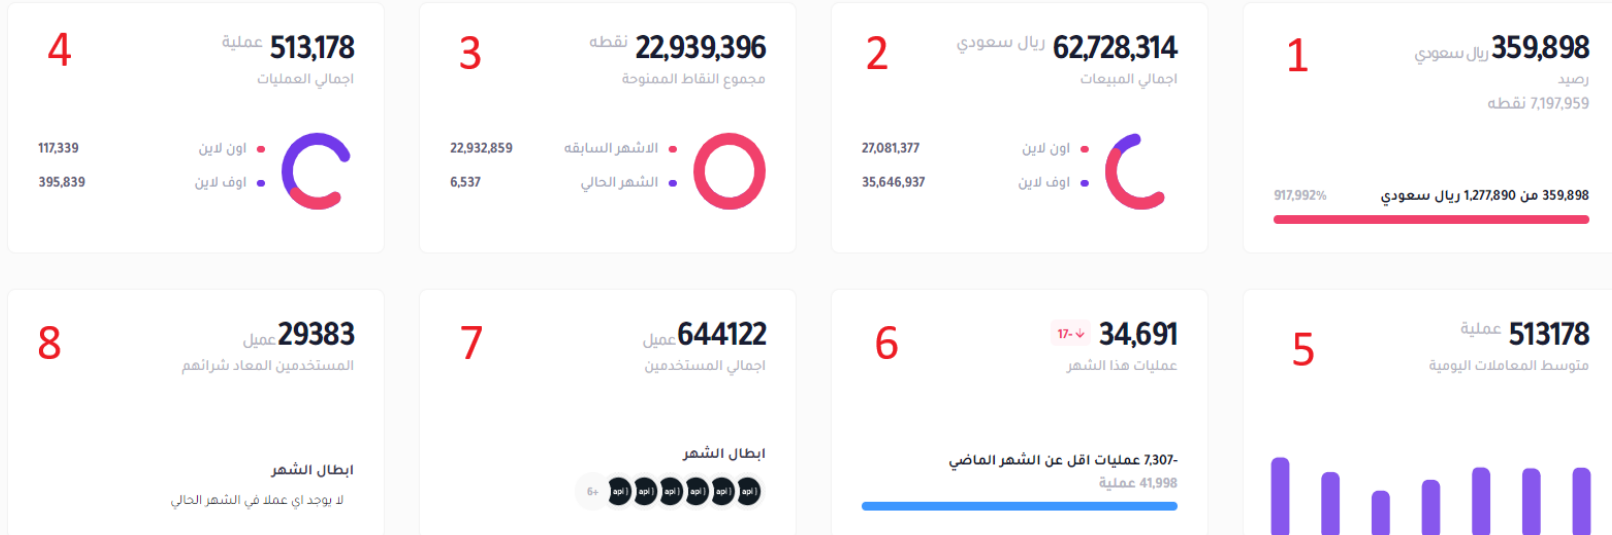 359,898 ريال سعودي
1
رصيد
7,197,959 نقطه
359,898 من 1,277,890 ريال سعودي
917,992%
62,728,314 ريال سعودي
2
اجمالي المبيعات
اون لاين
27,081,377
اوف لاين
35,646,937
22,939,396 نقطه
3
مجموع النقاط الممنوحة
الاشهر السابقه
22,932,859
الشهر الحالي
6,537
513,178 عملية
4
اجمالي العمليات
اون لاين
117,339
اوف لاين
395,839
513178 عملية
5
متوسط المعاملات اليومية
34,691
-17 ↓
6
عمليات هذا الشهر
-7,307 عمليات اقل عن الشهر الماضي
41,998 عملية
644122 عميل
7
اجمالي المستخدمين
ابطال الشهر
api) api) api) api) api) api)
6+
29383 عميل
8
المستخدمين المعاد شرائهم
ابطال الشهر
لا يوجد اي عملا في الشهر الحالي